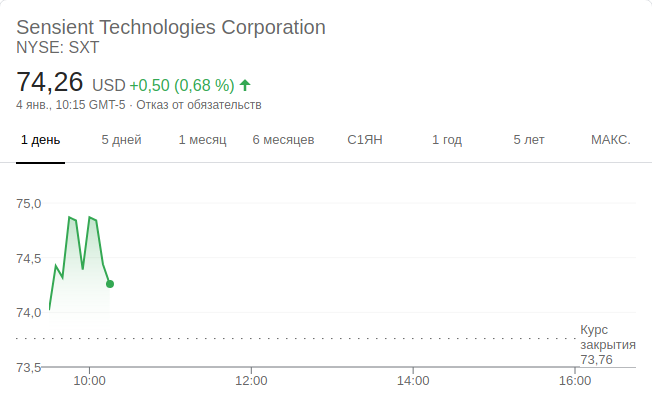 Sensient Technologies Corporation
NYSE: SXT
74,26 USD +0,50 (0,68 %)
4 янв., 10:15 GMT-5 · Отказ от обязательств
1 день 5 дней 1 месяц 6 месяцев С1ЯН 1 год 5 лет МАКС.
75,0
74,5
74,0
73,5
Курс
закрытия
73,76
10:00 12:00 14:00 16:00